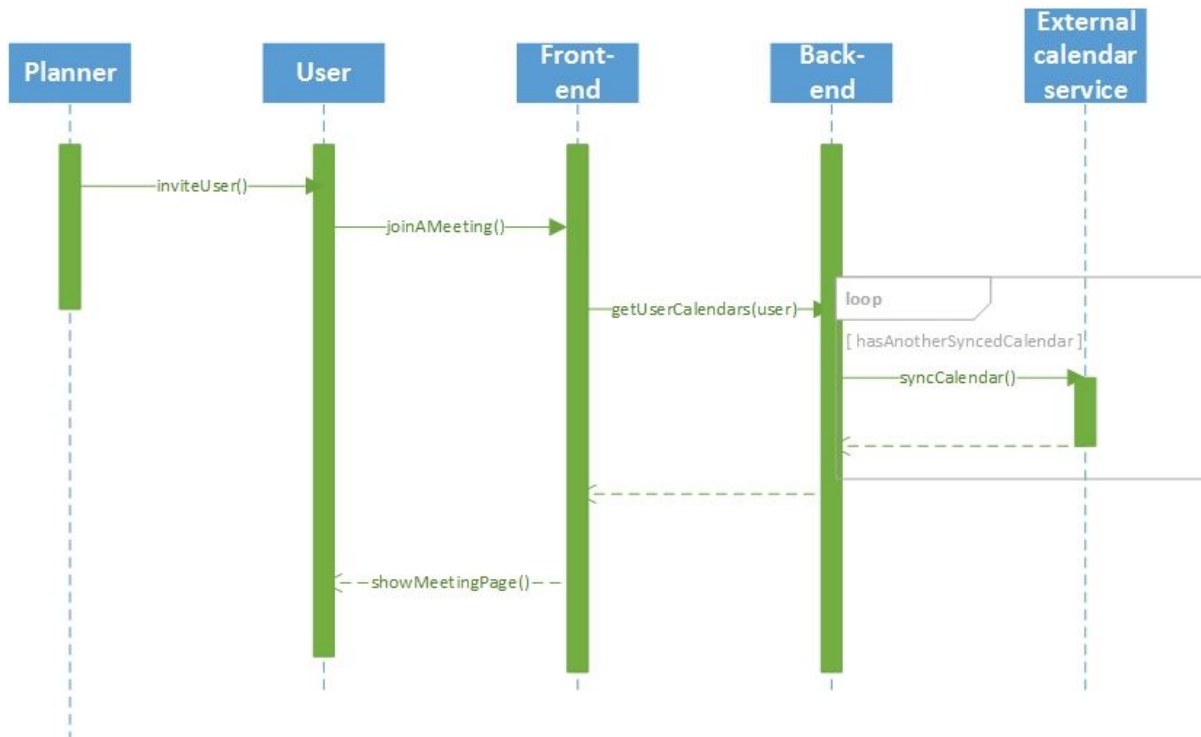 Planner
User
Front-
end
Back-
end
External
calendar
service
inviteUser()
joinAMeeting()
getUserCalendars(user)
loop
[ hasAnotherSyncedCalendar ]
syncCalendar()
showMeetingPage()